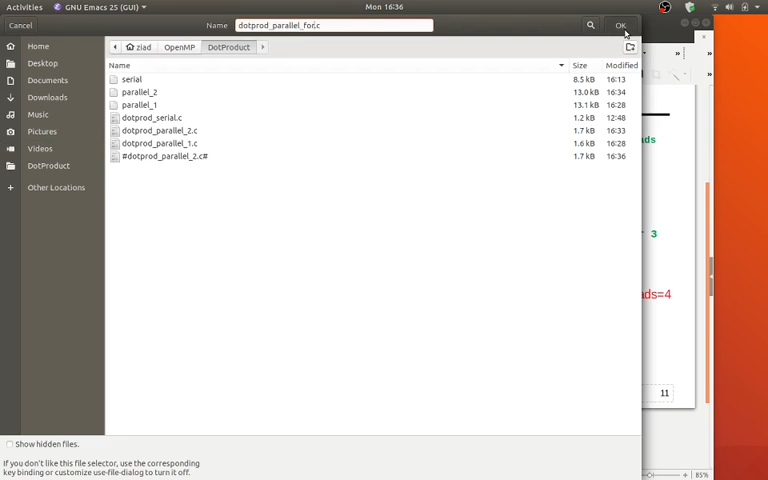 Activities GNU Emacs 25 (GUI) Mon 16:36
Cancel Name dotprod_parallel_for.c OK
Home
Desktop
Documents
Downloads
Music
Pictures
Videos
DotProduct
Other Locations
ziad OpenMP DotProduct
Name Size Modified
serial 8.5 kB 16:13
parallel_2 13.0 kB 16:34
parallel_1 13.1 kB 16:28
dotprod_serial.c 1.2 kB 12:48
dotprod_parallel_2.c 1.7 kB 16:33
dotprod_parallel_1.c 1.6 kB 16:28
#dotprod_parallel_2.c# 1.7 kB 16:36
Show hidden files.
If you don't like this file selector, use the corresponding
key binding or customize use-file-dialog to turn it off.
ads
3
ads=4
11
85%